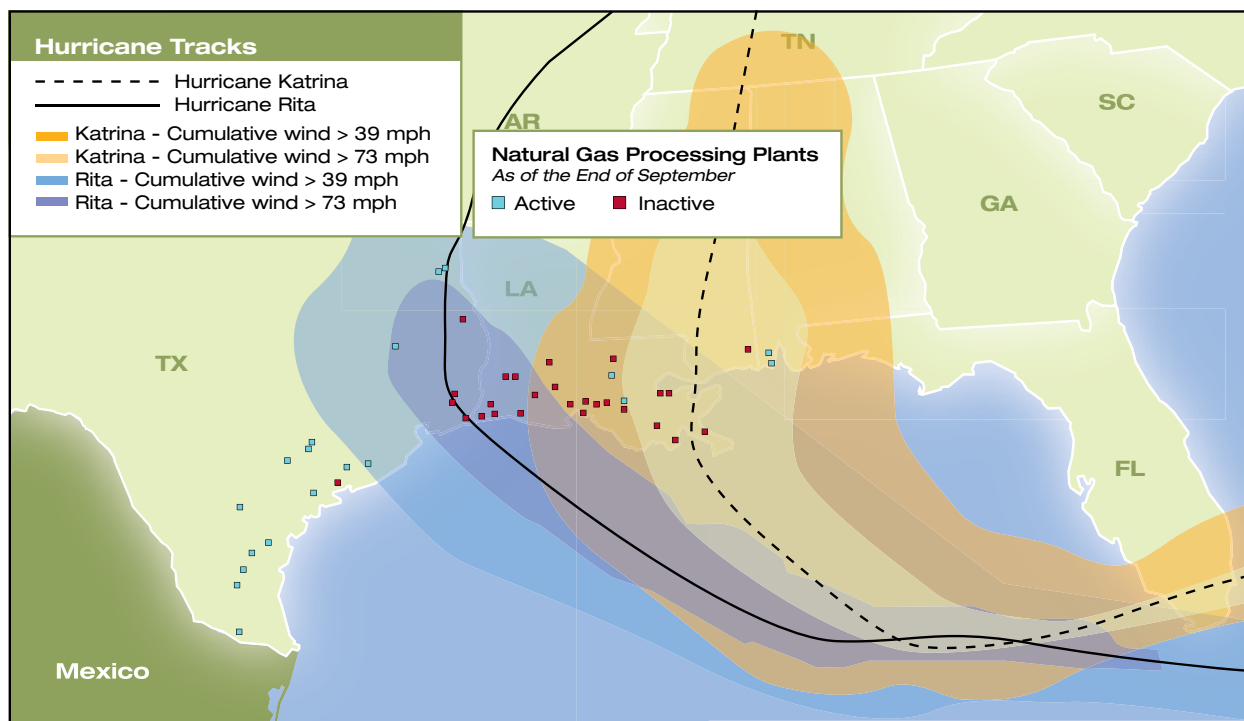 Hurricane Tracks
Hurricane Katrina
Hurricane Rita
Katrina - Cumulative wind > 39 mph
Katrina - Cumulative wind > 73 mph
Rita - Cumulative wind > 39 mph
Rita - Cumulative wind > 73 mph
Natural Gas Processing Plants
As of the End of September
Active Inactive
TN
SC
AR
GA
LA
TX
FL
Mexico